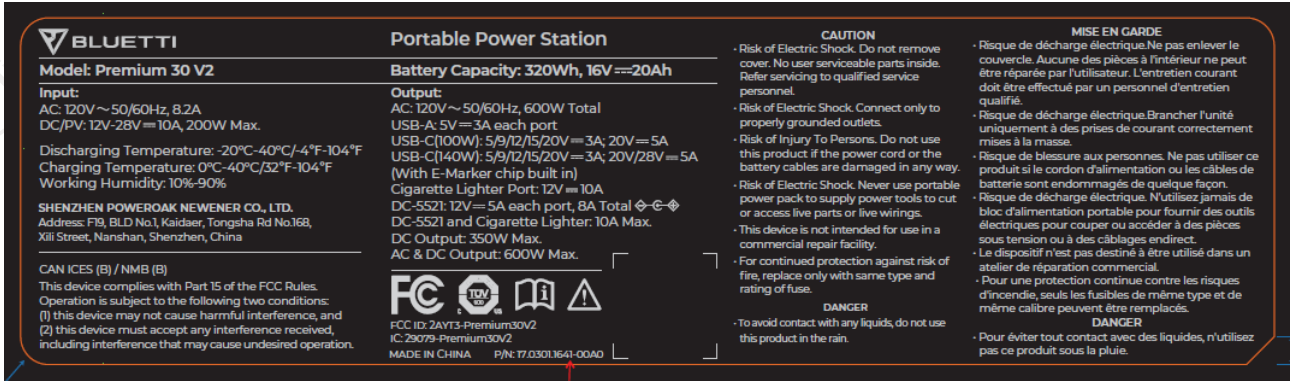 BLUETTI
Model: Premium 30 V2
Input:
AC: 120V~50/60Hz, 8.2A
DC/PV: 12V-28V⎓10A, 200W Max.
Discharging Temperature: -20°C-40°C/-4°F-104°F
Charging Temperature: 0°C-40°C/32°F-104°F
Working Humidity: 10%-90%
SHENZHEN POWEROAK NEWENER CO., LTD.
Address: F19, BLD No.1, Kaidaer, Tongsha Rd No.168,
Xili Street, Nanshan, Shenzhen, China
CAN ICES (B) / NMB (B)
This device complies with Part 15 of the FCC Rules.
Operation is subject to the following two conditions:
(1) this device may not cause harmful interference, and
(2) this device must accept any interference received,
including interference that may cause undesired operation.
Portable Power Station
Battery Capacity: 320Wh, 16V⎓20Ah
Output:
AC: 120V~50/60Hz, 600W Total
USB-A: 5V⎓3A each port
USB-C(100W): 5/9/12/15/20V⎓3A; 20V⎓5A
USB-C(140W): 5/9/12/15/20V⎓3A; 20V/28V⎓5A
(With E-Marker chip built in)
Cigarette Lighter Port: 12V⎓10A
DC-5521: 12V⎓5A each port, 8A Total
DC-5521 and Cigarette Lighter: 10A Max.
DC Output: 350W Max.
AC & DC Output: 600W Max.
FC
TÜV
FCC ID: 2AYT3-Premium30V2
IC: 29079-Premium30V2
MADE IN CHINA P/N: 17.0301.1641-00A0
CAUTION
· Risk of Electric Shock. Do not remove
cover. No user serviceable parts inside.
Refer servicing to qualified service
personnel.
· Risk of Electric Shock. Connect only to
properly grounded outlets.
· Risk of Injury To Persons. Do not use
this product if the power cord or the
battery cables are damaged in any way.
· Risk of Electric Shock. Never use portable
power pack to supply power tools to cut
or access live parts or live wirings.
· This device is not intended for use in a
commercial repair facility.
· For continued protection against risk of
fire, replace only with same type and
rating of fuse.
DANGER
· To avoid contact with any liquids, do not use
this product in the rain.
MISE EN GARDE
· Risque de décharge électrique.Ne pas enlever le
couvercle. Aucune des pièces à l'intérieur ne peut
être réparée par l'utilisateur. L'entretien courant
doit être effectué par un personnel d'entretien
qualifié.
· Risque de décharge électrique.Brancher l'unité
uniquement à des prises de courant correctement
mises à la masse.
· Risque de blessure aux personnes. Ne pas utiliser ce
produit si le cordon d'alimentation ou les câbles de
batterie sont endommagés de quelque façon.
· Risque de décharge électrique. N'utilisez jamais de
bloc d'alimentation portable pour fournir des outils
électriques pour couper ou accéder à des pièces
sous tension ou à des câblages endirect.
· Le dispositif n'est pas destiné à être utilisé dans un
atelier de réparation commercial.
· Pour une protection continue contre les risques
d'incendie, seuls les fusibles de même type et de
même calibre peuvent être remplacés.
DANGER
· Pour éviter tout contact avec des liquides, n'utilisez
pas ce produit sous la pluie.